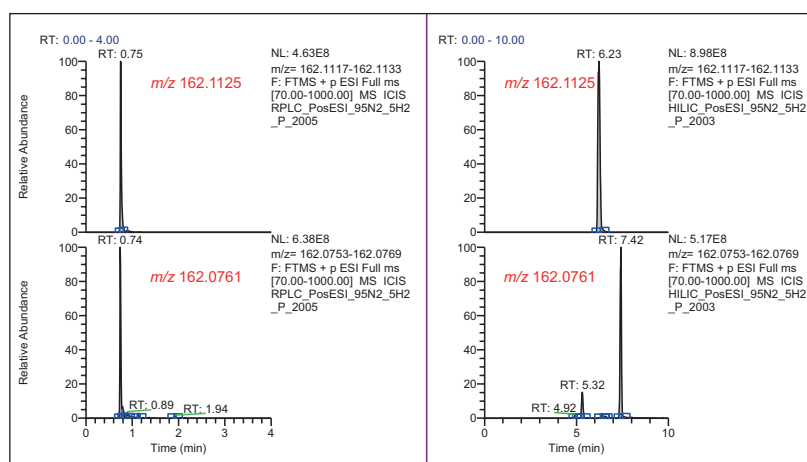 RT: 0.00 - 4.00
RT: 0.75
NL: 4.63E8
m/z= 162.1117-162.1133
F: FTMS + p ESI Full ms
[70.00-1000.00] MS ICIS
RPLC_PosESI_95N2_5H2
_P_2005
m/z 162.1125
100
80
60
40
20
0
Relative Abundance
RT: 0.74
NL: 6.38E8
m/z= 162.0753-162.0769
F: FTMS + p ESI Full ms
[70.00-1000.00] MS ICIS
RPLC_PosESI_95N2_5H2
_P_2005
m/z 162.0761
100
80
60
40
20
0
Relative Abundance
RT: 0.89
RT: 1.94
0 1 2 3 4
Time (min)
RT: 0.00 - 10.00
RT: 6.23
NL: 8.98E8
m/z= 162.1117-162.1133
F: FTMS + p ESI Full ms
[70.00-1000.00] MS ICIS
HILIC_PosESI_95N2_5H2
_P_2003
m/z 162.1125
100
80
60
40
20
0
RT: 7.42
NL: 5.17E8
m/z= 162.0753-162.0769
F: FTMS + p ESI Full ms
[70.00-1000.00] MS ICIS
HILIC_PosESI_95N2_5H2
_P_2003
m/z 162.0761
100
80
60
40
20
0
RT: 5.32
RT: 4.92
0 5 10
Time (min)